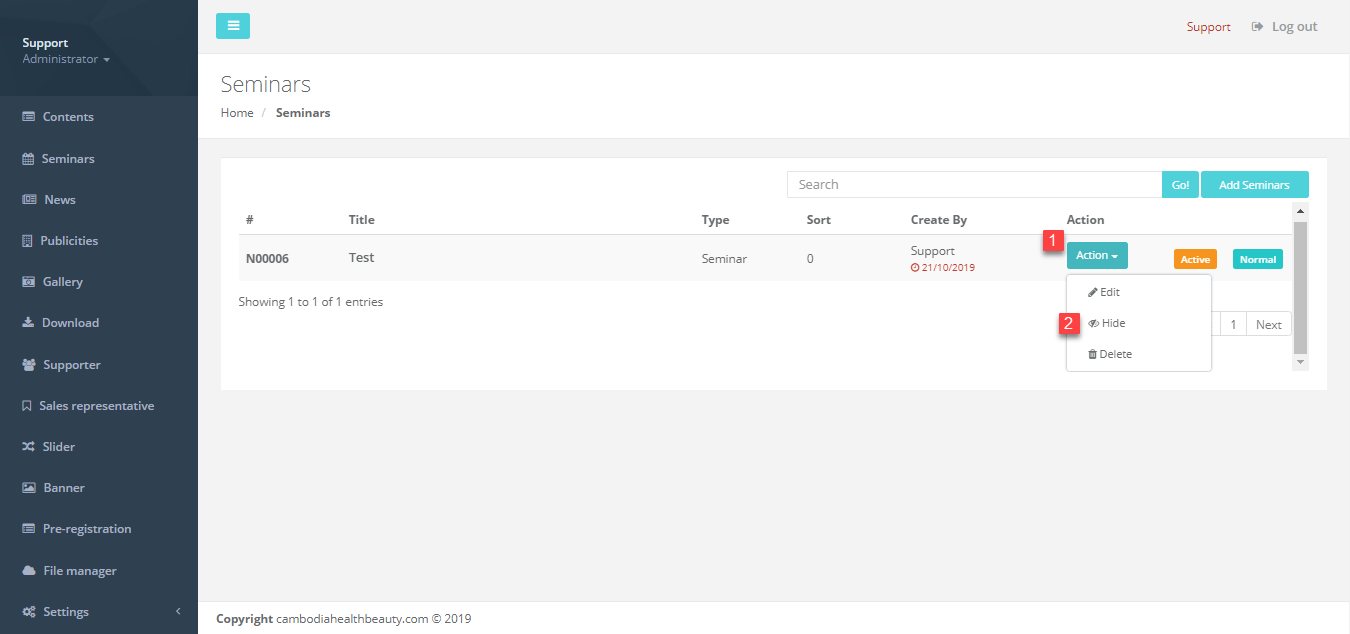 Support
Administrator
Contents
Seminars
News
Publicities
Gallery
Download
Supporter
Sales representative
Slider
Banner
Pre-registration
File manager
Settings
Support Log out
Seminars
Home / Seminars
Search Go! Add Seminars
# Title Type Sort Create By Action
N00006 Test Seminar 0 Support 1 Action Active Normal
21/10/2019
Edit
2 Hide
Delete
Showing 1 to 1 of 1 entries
1 Next
Copyright cambodiahealthbeauty.com © 2019